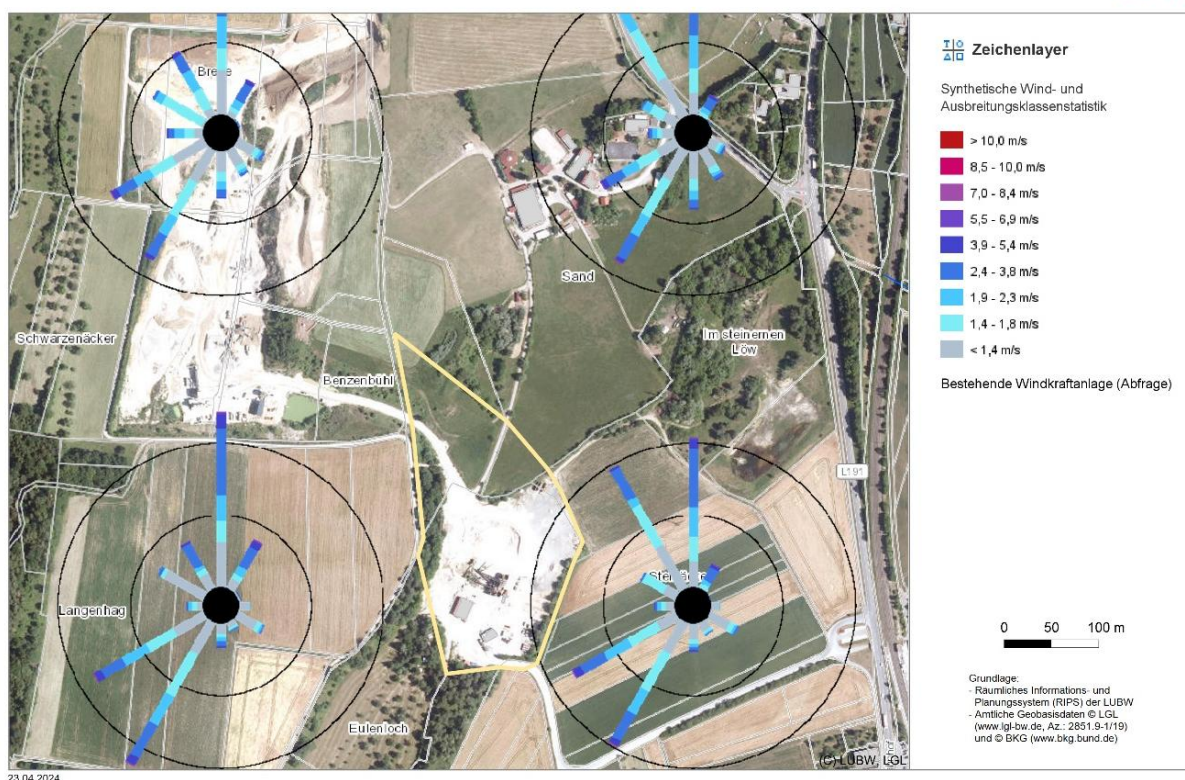 Breite
Sand
Im steinernen
Löw
Schwarzenäcker
Benzenbühl
L191
Langenhag
Eulenloch
(C) LUBW, LGL
23.04.2024
Zeichenlayer
Synthetische Wind- und
Ausbreitungsklassenstatistik
> 10,0 m/s
8,5 - 10,0 m/s
7,0 - 8,4 m/s
5,5 - 6,9 m/s
3,9 - 5,4 m/s
2,4 - 3,8 m/s
1,9 - 2,3 m/s
1,4 - 1,8 m/s
< 1,4 m/s
Bestehende Windkraftanlage (Abfrage)
0 50 100 m
Grundlage:
- Räumliches Informations- und
Planungssystem (RIPS) der LUBW
- Amtliche Geobasisdaten © LGL
(www.lgl-bw.de, Az.: 2851.9-1/19)
und © BKG (www.bkg.bund.de)